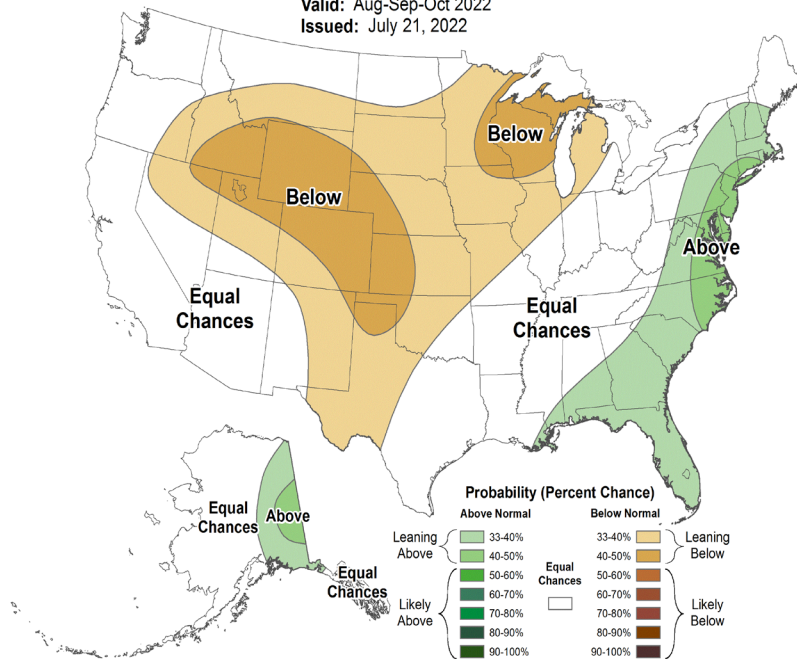 Valid: Aug-Sep-Oct 2022
Issued: July 21, 2022
Below
Below
Above
Equal
Chances
Equal
Chances
Equal
Chances
Above
Equal
Chances
Probability (Percent Chance)
Above Normal
Below Normal
Leaning
Above
33-40%
40-50%
50-60%
60-70%
70-80%
80-90%
90-100%
Likely
Above
Equal
Chances
33-40%
40-50%
50-60%
60-70%
70-80%
80-90%
90-100%
Leaning
Below
Likely
Below